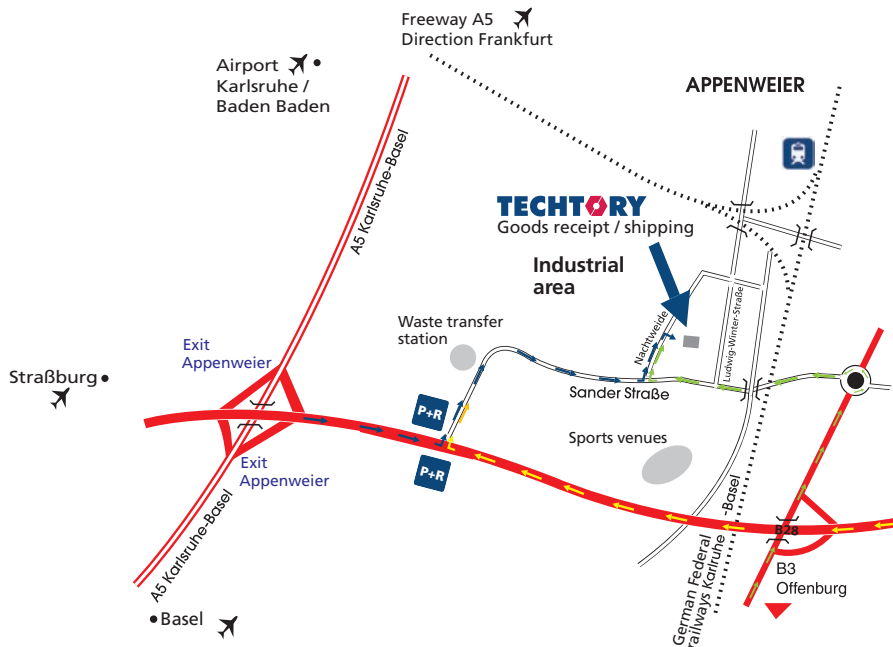 Freeway A5
Direction Frankfurt
Airport
Karlsruhe /
Baden Baden
APPENWEIER
A5 Karlsruhe-Basel
TECHTORY
Goods receipt / shipping
Industrial
area
Waste transfer
station
Nachtweide
Ludwig-Winter-Straße
Exit
Appenweier
Straßburg
Sander Straße
P+R
Sports venues
P+R
Exit
Appenweier
A5 Karlsruhe-Basel
B28
German Federal
railways Karlsruhe -Basel
B3
Offenburg
Basel